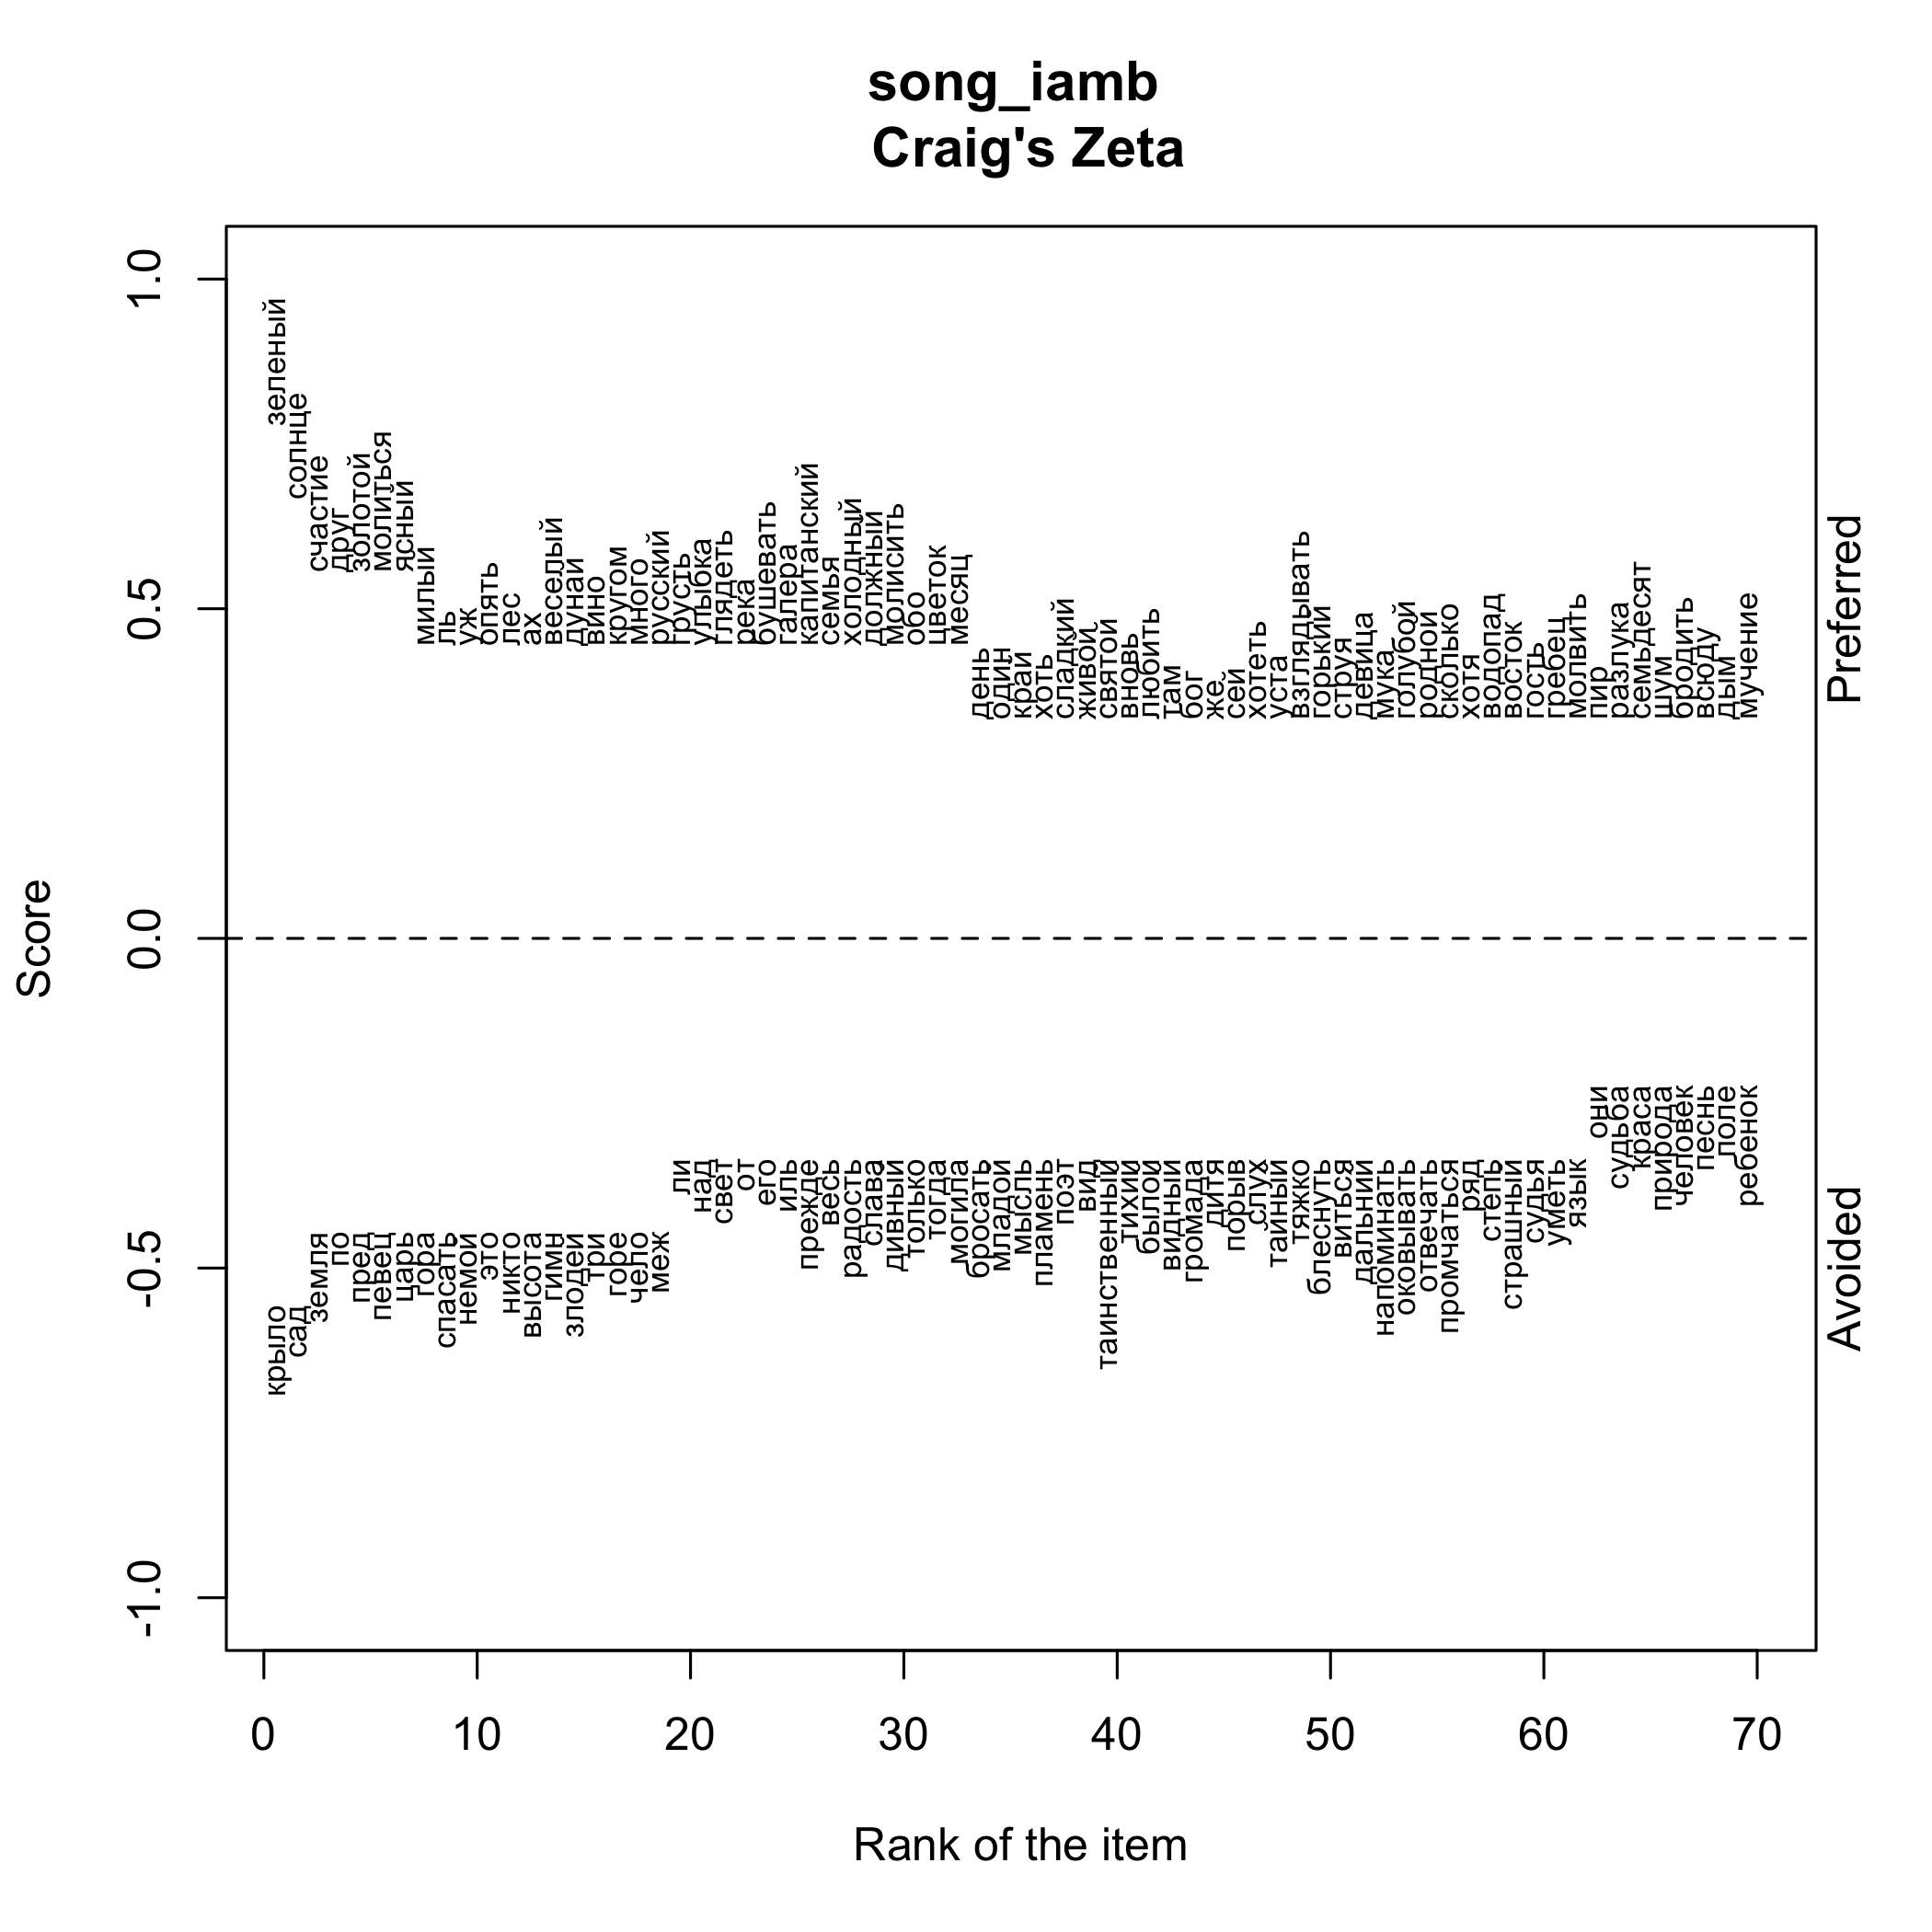 song_iamb
Craig's Zeta
1.0
0.5
0.0
-0.5
-1.0
Score
Preferred
Avoided
зеленый
солнце
счастие
друг
золотой
молиться
ясный
милый
ль
уж
опять
лес
ах
веселый
дунай
вино
кругом
много
русский
грусть
улыбка
глядеть
река
бушевать
галера
капитанский
семья
холодный
должный
мописить
обо
цветок
месяц
день
один
край
хоть
сладкий
живой
святой
вновь
любить
там
бог
же
сей
хотеть
уста
взглядывать
горький
струя
девица
мука
голубой
родной
сколько
хотя
водопад
восток
гость
гребец
молвить
пир
разлука
семьдесят
шум
бродить
всюду
дым
мучение
крыло
сад
земля
по
пред
певец
царь
гора
спасать
немой
это
никто
высота
гимн
злодей
три
горе
чело
меж
ли
над
свет
от
его
иль
прежде
весь
радость
слава
дивный
только
тогда
могила
бросать
младой
мысль
пламень
поэт
вид
таинственный
тихий
былой
видный
громада
дитя
порыв
слух
тайный
тяжко
блеснуть
виться
дальний
напоминать
оковывать
отвечать
промчаться
ряд
степь
страшный
судья
уметь
язык
они
судьба
краса
природа
человек
песнь
поле
ребенок
0 10 20 30 40 50 60 70
Rank of the item